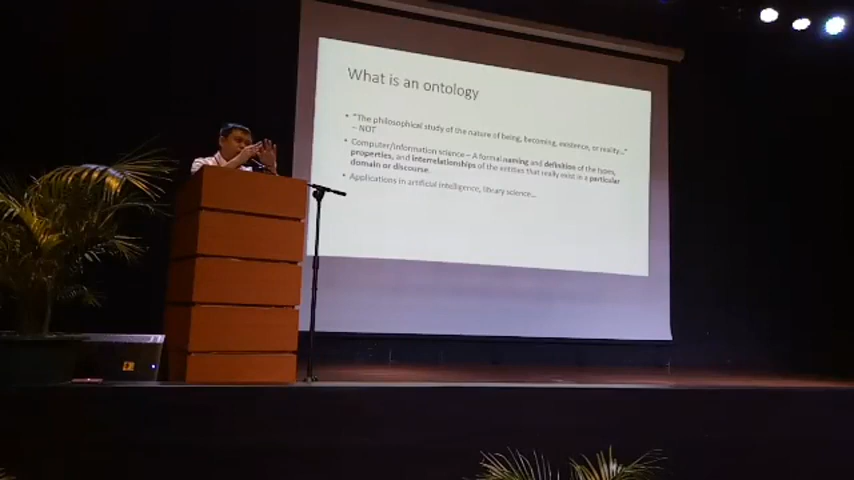 What is an ontology
• "The philosophical study of the nature of being, becoming, existence, or reality..."
– NOT
• Computer/information science – A formal naming and definition of the types,
properties, and interrelationships of the entities that really exist in a particular
domain or discourse.
• Applications in artificial intelligence, library science...